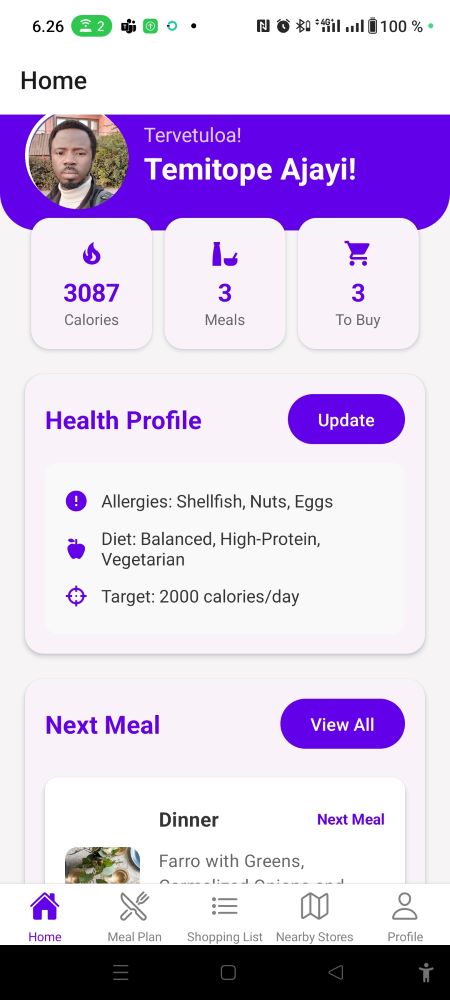 6.26 2 4G+ 100 %
Home
Tervetuloa!
Temitope Ajayi!
3087 3 3
Calories Meals To Buy
Health Profile Update
Allergies: Shellfish, Nuts, Eggs
Diet: Balanced, High-Protein,
Vegetarian
Target: 2000 calories/day
Next Meal View All
Dinner Next Meal
Farro with Greens,
Home Meal Plan Shopping List Nearby Stores Profile